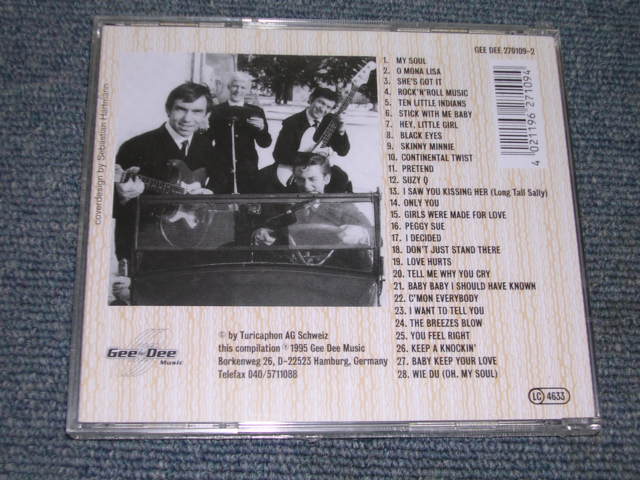 GEE DEE 270109-2
coverdesign by Sebastian Hartmann
1. MY SOUL
2. O MONA LISA
3. SHE'S GOT IT
4. ROCK'N'ROLL MUSIC
5. TEN LITTLE INDIANS
6. STICK WITH ME BABY
7. HEY, LITTLE GIRL
8. BLACK EYES
9. SKINNY MINNIE
10. CONTINENTAL TWIST
11. PRETEND
12. SUZY Q
13. I SAW YOU KISSING HER (Long Tall Sally)
14. ONLY YOU
15. GIRLS WERE MADE FOR LOVE
16. PEGGY SUE
17. I DECIDED
18. DON'T JUST STAND THERE
19. LOVE HURTS
20. TELL ME WHY YOU CRY
21. BABY BABY I SHOULD HAVE KNOWN
22. C'MON EVERYBODY
23. I WANT TO TELL YOU
24. THE BREEZES BLOW
25. YOU FEEL RIGHT
26. KEEP A KNOCKIN'
27. BABY KEEP YOUR LOVE
28. WIE DU (OH. MY SOUL)
4 021196 271094
Gee-Dee
Music
© by Turicaphon AG Schweiz
this compilation ℗ 1995 Gee Dee Music
Borkenweg 26, D-22523 Hamburg, Germany
Telefax 040/5711088
LC 4633